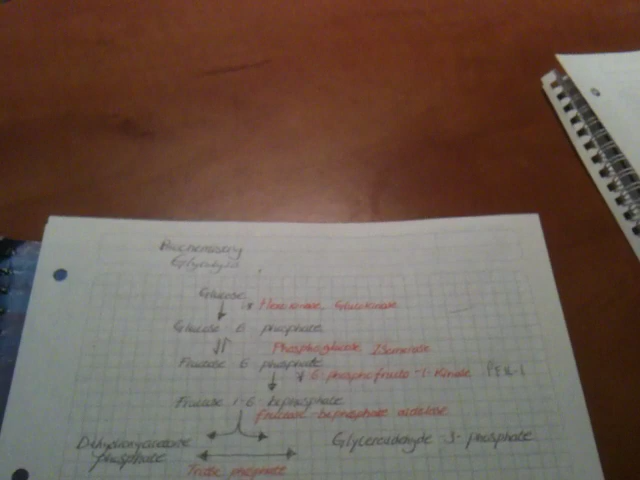 Biochemistry
Glycolysis
Glucose
Hexokinase, Glucokinase
Glucose 6 phosphate
Phosphoglucose Isomerase
Fructose 6 phosphate
6-phosphofructo-1-kinase PFK-1
Fructose 1-6-bisphosphate
fructose-bisphosphate aldolase
Dihydroxyacetone
phosphate
Glyceraldehyde 3-phosphate
Triose phosphate